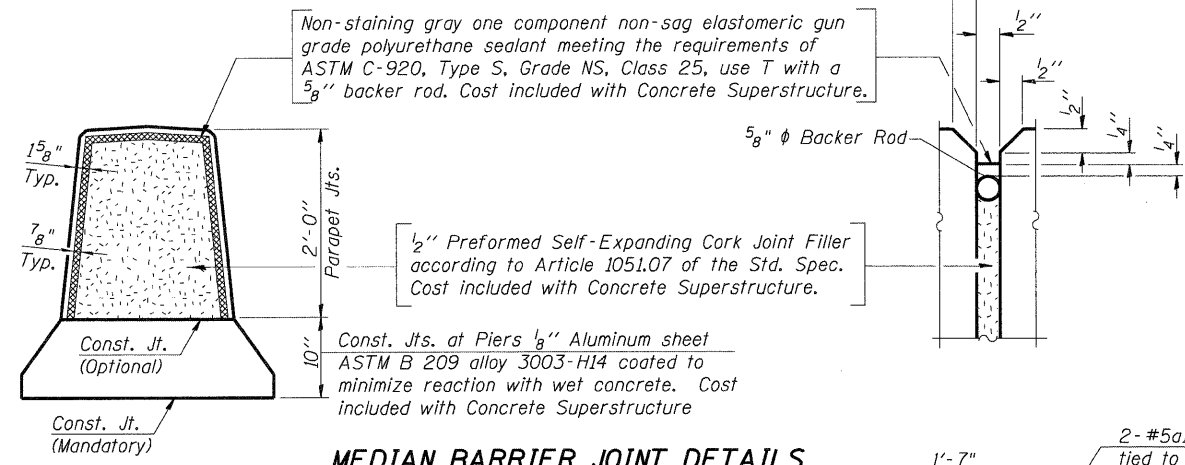 Non-staining gray one component non-sag elastomeric gun
grade polyurethane sealant meeting the requirements of
ASTM C-920, Type S, Grade NS, Class 25, use T with a
5/8" backer rod. Cost included with Concrete Superstructure.
1/2"
1/2"
1/2"
1/4"
1/4"
5/8" φ Backer Rod
1 5/8"
Typ.
7/8"
Typ.
2'-0"
Parapet Jts.
1/2" Preformed Self-Expanding Cork Joint Filler
according to Article 1051.07 of the Std. Spec.
Cost included with Concrete Superstructure.
Const. Jt.
(Optional)
10"
Const. Jts. at Piers 1/8" Aluminum sheet
ASTM B 209 alloy 3003-H14 coated to
minimize reaction with wet concrete. Cost
included with Concrete Superstructure
Const. Jt.
(Mandatory)
MEDIAN BARRIER JOINT DETAILS
1'-7"
2-#5a
tied to